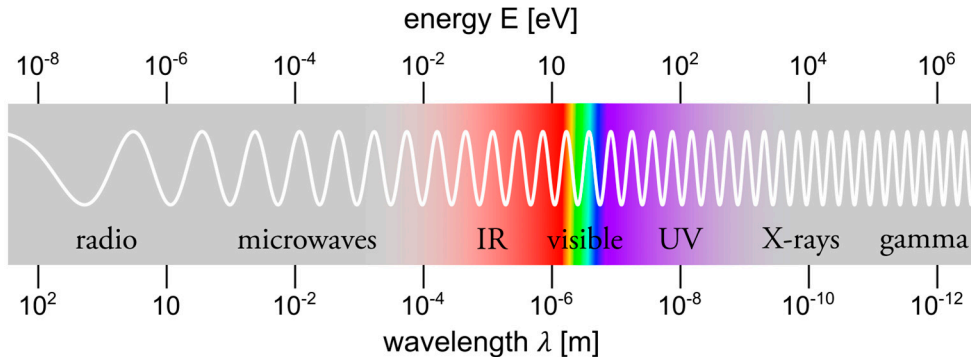 energy E [eV]
10⁻⁸ 10⁻⁶ 10⁻⁴ 10⁻² 10 10² 10⁴ 10⁶
radio microwaves IR visible UV X-rays gamma
10² 10 10⁻² 10⁻⁴ 10⁻⁶ 10⁻⁸ 10⁻¹⁰ 10⁻¹²
wavelength λ [m]